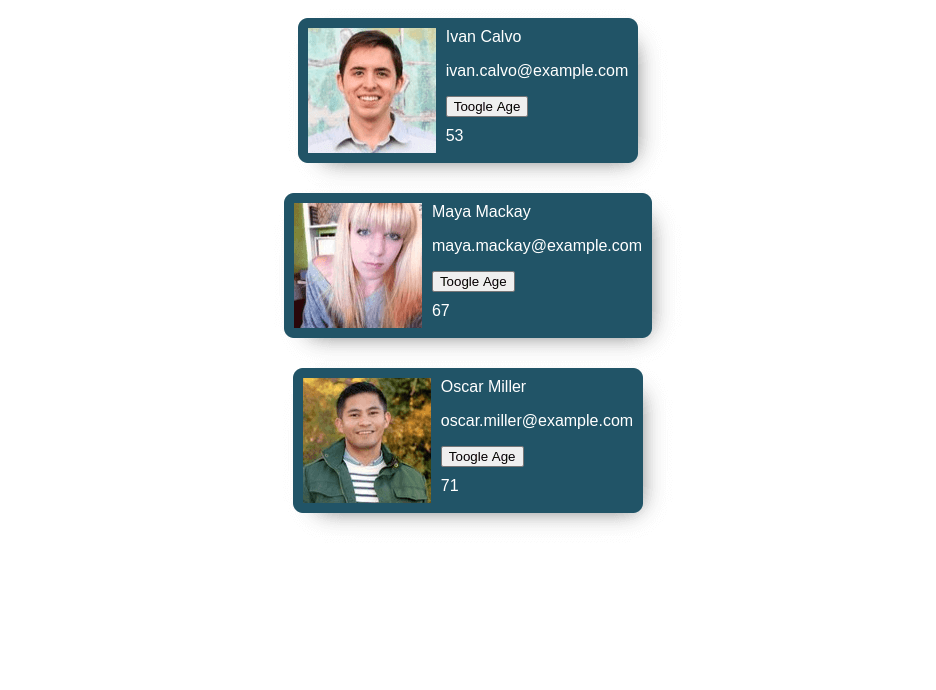 Ivan Calvo
ivan.calvo@example.com
Toogle Age
53
Maya Mackay
maya.mackay@example.com
Toogle Age
67
Oscar Miller
oscar.miller@example.com
Toogle Age
71